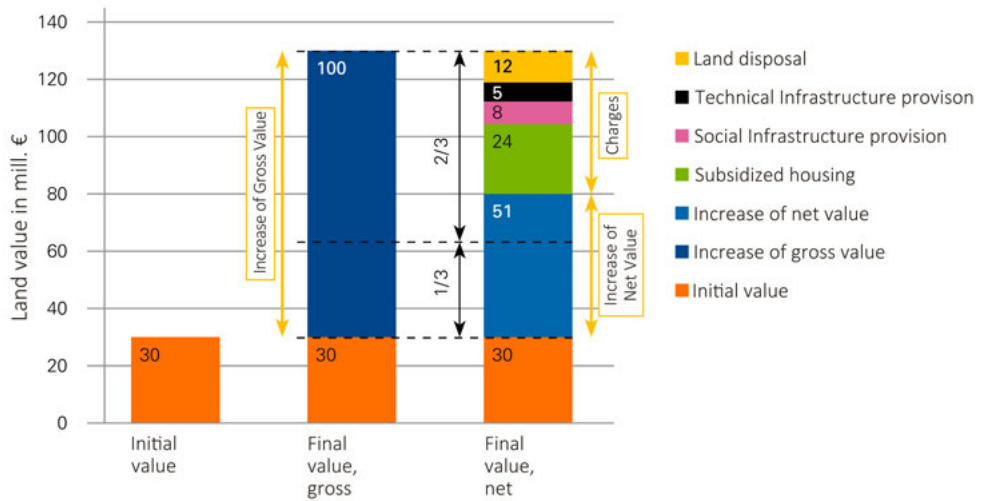 Land value in mill. €
140
120
100
80
60
40
20
0
30
100
30
12
5
8
24
51
30
Increase of Gross Value
2/3
1/3
Charges
Increase of
Net Value
Initial
value
Final
value,
gross
Final
value,
net
Land disposal
Technical Infrastructure provison
Social Infrastructure provision
Subsidized housing
Increase of net value
Increase of gross value
Initial value